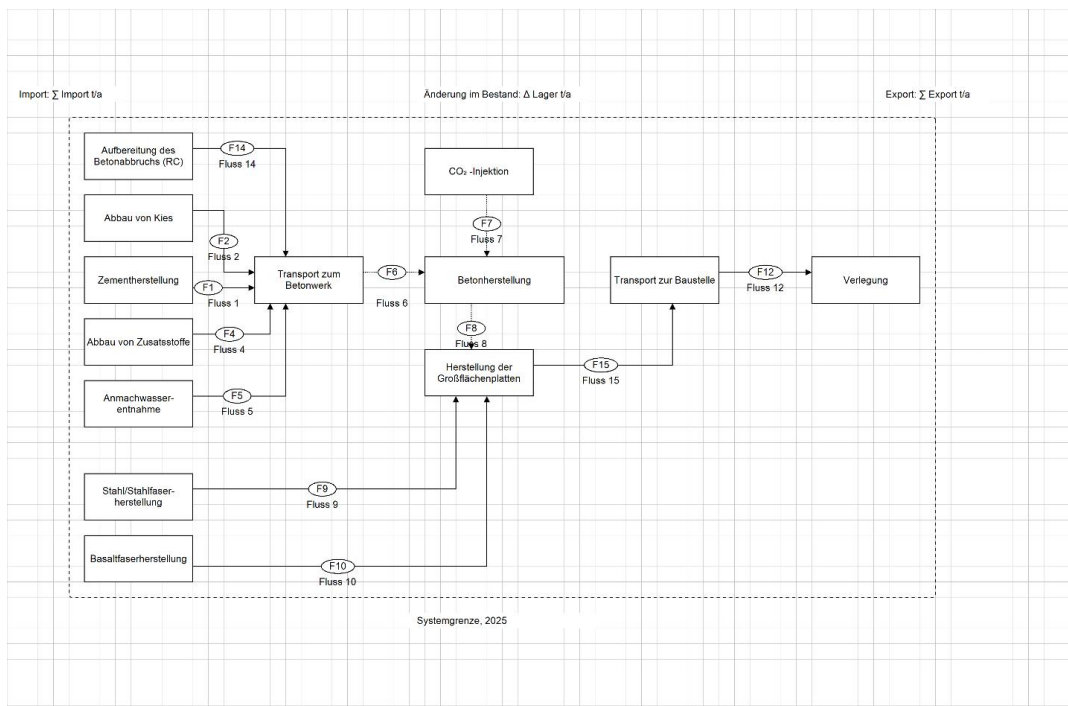 Import: ∑ Import t/a
Änderung im Bestand: Δ Lager t/a
Export: ∑ Export t/a
Aufbereitung des
Betonabbruchs (RC)
F14
Fluss 14
CO₂ -Injektion
Abbau von Kies
F2
Fluss 2
F7
Fluss 7
Zementherstellung
F1
Fluss 1
Transport zum
Betonwerk
F6
Fluss 6
Betonherstellung
Transport zur Baustelle
F12
Fluss 12
Verlegung
Abbau von Zusatsstoffe
F4
Fluss 4
F8
Fluss 8
Herstellung der
Großflächenplatten
F15
Fluss 15
Anmachwasser-
entnahme
F5
Fluss 5
Stahl/Stahlfaser-
herstellung
F9
Fluss 9
Basaltfaserherstellung
F10
Fluss 10
Systemgrenze, 2025